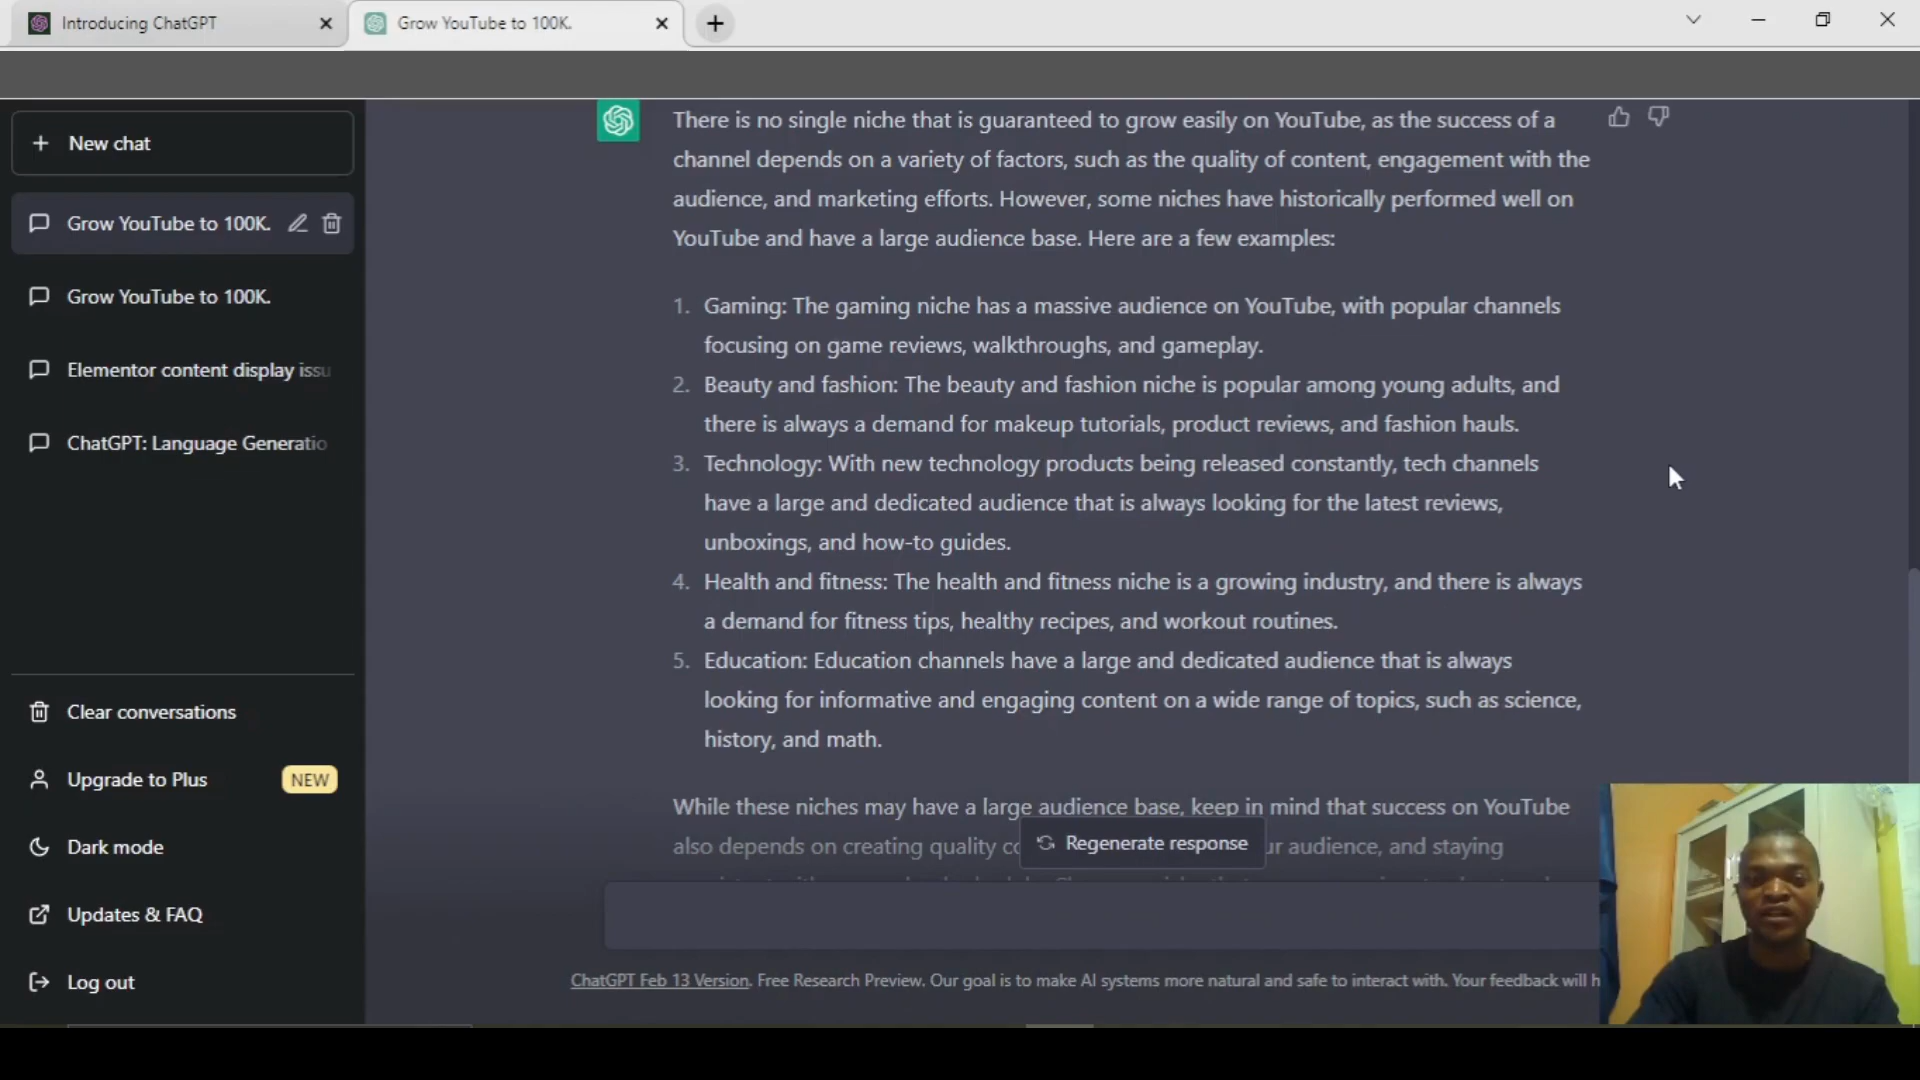 Introducing ChatGPT
Grow YouTube to 100K.
New chat
Grow YouTube to 100K.
Grow YouTube to 100K.
Elementor content display issu
ChatGPT: Language Generatio
Clear conversations
Upgrade to Plus NEW
Dark mode
Updates & FAQ
Log out
There is no single niche that is guaranteed to grow easily on YouTube, as the success of a
channel depends on a variety of factors, such as the quality of content, engagement with the
audience, and marketing efforts. However, some niches have historically performed well on
YouTube and have a large audience base. Here are a few examples:
1. Gaming: The gaming niche has a massive audience on YouTube, with popular channels
focusing on game reviews, walkthroughs, and gameplay.
2. Beauty and fashion: The beauty and fashion niche is popular among young adults, and
there is always a demand for makeup tutorials, product reviews, and fashion hauls.
3. Technology: With new technology products being released constantly, tech channels
have a large and dedicated audience that is always looking for the latest reviews,
unboxings, and how-to guides.
4. Health and fitness: The health and fitness niche is a growing industry, and there is always
a demand for fitness tips, healthy recipes, and workout routines.
5. Education: Education channels have a large and dedicated audience that is always
looking for informative and engaging content on a wide range of topics, such as science,
history, and math.
While these niches may have a large audience base, keep in mind that success on YouTube
also depends on creating quality co ur audience, and staying
Regenerate response
ChatGPT Feb 13 Version. Free Research Preview. Our goal is to make AI systems more natural and safe to interact with. Your feedback will h